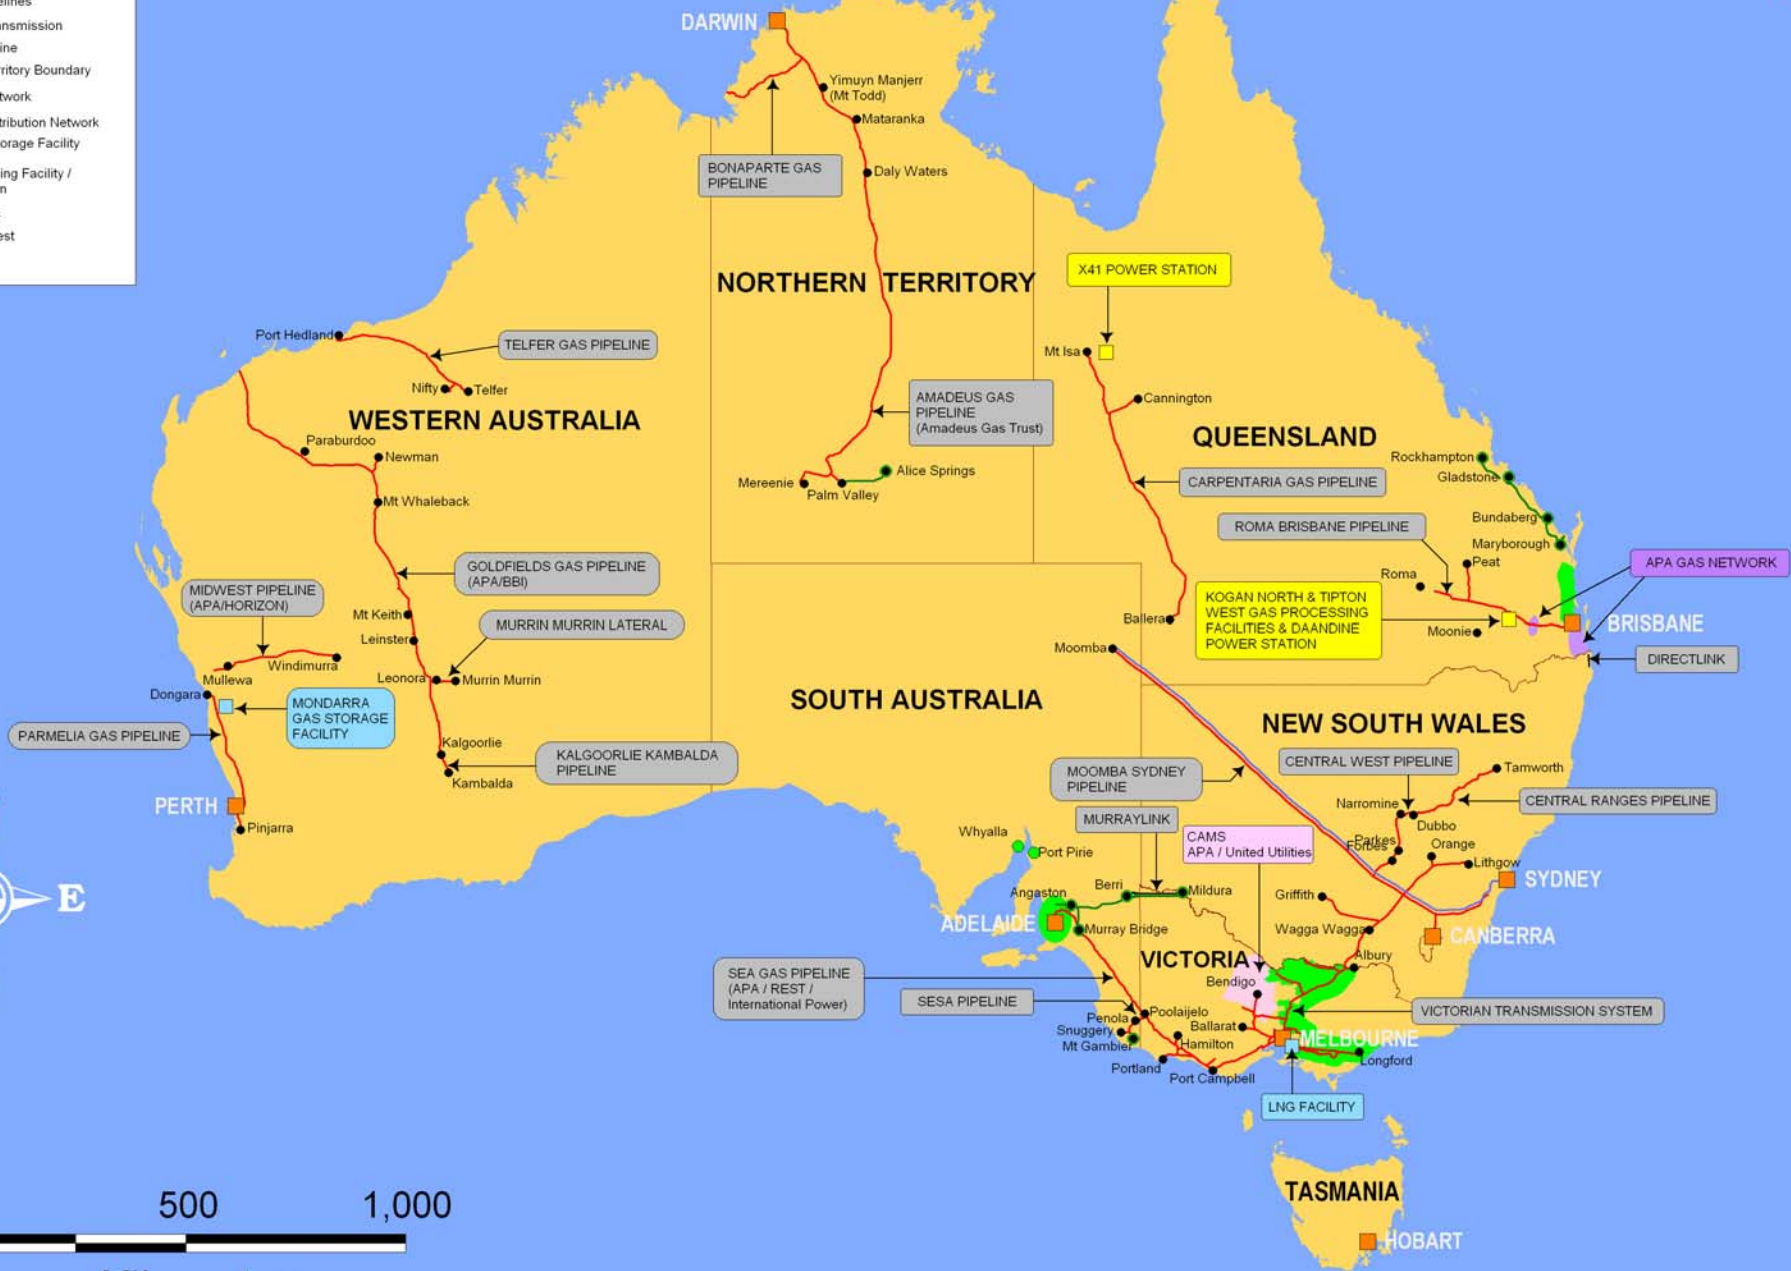 elines
ansmission
ine
rritory Boundary
twork
tribution Network
orage Facility
ing Facility /
n
est
DARWIN
Yimuyn Manjerr
(Mt Todd)
Mataranka
BONAPARTE GAS
PIPELINE
Daly Waters
NORTHERN TERRITORY
X41 POWER STATION
Port Hedland
TELFER GAS PIPELINE
Mt Isa
Nifty
Telfer
WESTERN AUSTRALIA
AMADEUS GAS
PIPELINE
(Amadeus Gas Trust)
Cannington
QUEENSLAND
Paraburdoo
Newman
Rockhampton
Alice Springs
Gladstone
Mereenie
Palm Valley
CARPENTARIA GAS PIPELINE
Mt Whaleback
Bundaberg
ROMA BRISBANE PIPELINE
Maryborough
Peat
APA GAS NETWORK
GOLDFIELDS GAS PIPELINE
(APA/BBI)
Roma
MIDWEST PIPELINE
(APA/HORIZON)
KOGAN NORTH & TIPTON
WEST GAS PROCESSING
FACILITIES & DAANDINE
POWER STATION
Mt Keith
Ballera
MURRIN MURRIN LATERAL
BRISBANE
Moonie
Leinster
Moomba
DIRECTLINK
Windimurra
Mullewa
Leonora
Murrin Murrin
Dongara
SOUTH AUSTRALIA
MONDARRA
GAS STORAGE
FACILITY
NEW SOUTH WALES
PARMELIA GAS PIPELINE
Kalgoorlie
KALGOORLIE KAMBALDA
PIPELINE
CENTRAL WEST PIPELINE
Tamworth
MOOMBA SYDNEY
PIPELINE
Kambalda
PERTH
CENTRAL RANGES PIPELINE
Narromine
MURRAYLINK
Pinjarra
Dubbo
Whyalla
CAMS
APA / United Utilities
Parkes
Forbes
Orange
Port Pirie
Lithgow
SYDNEY
Angaston
Berri
Mildura
Griffith
E
ADELAIDE
Murray Bridge
Wagga Wagga
CANBERRA
VICTORIA
Albury
SEA GAS PIPELINE
(APA / REST /
International Power)
Bendigo
SESA PIPELINE
Poolaijelo
VICTORIAN TRANSMISSION SYSTEM
Penola
Snuggery
Ballarat
MELBOURNE
Mt Gambier
Hamilton
Portland
Port Campbell
Longford
LNG FACILITY
TASMANIA
500 1,000
HOBART